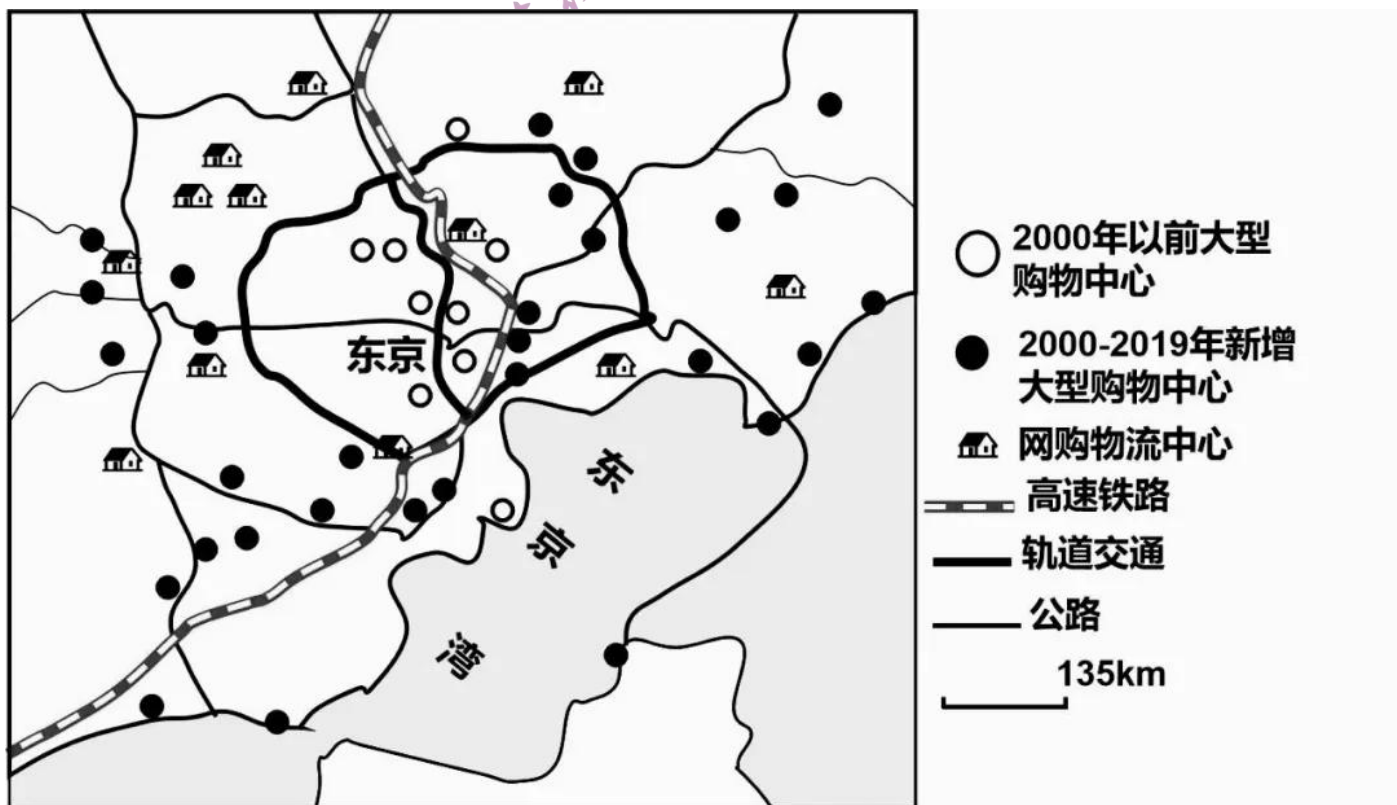 东京
东
京
湾
2000年以前大型
购物中心
2000-2019年新增
大型购物中心
网购物流中心
高速铁路
轨道交通
公路
135km